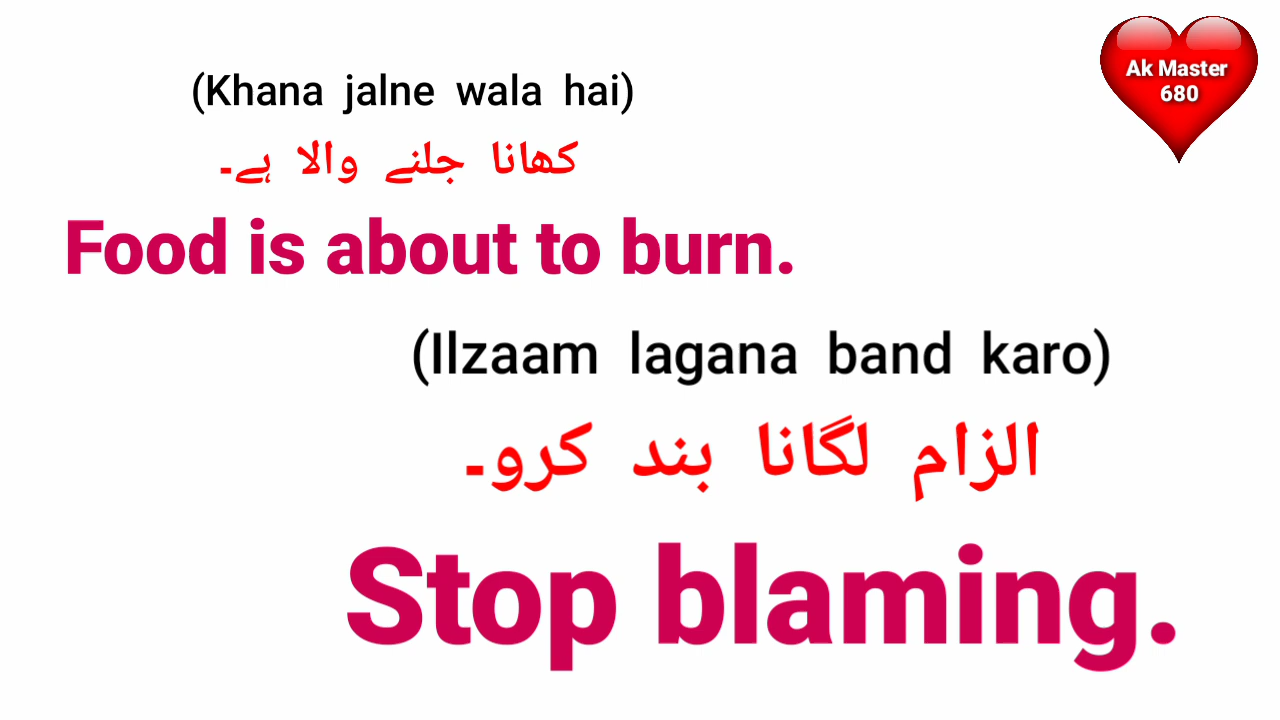 Ak Master
680
(Khana jalne wala hai)
کھانا جلنے والا ہے۔
Food is about to burn.
(Ilzaam lagana band karo)
الزام لگانا بند کرو۔
Stop blaming.